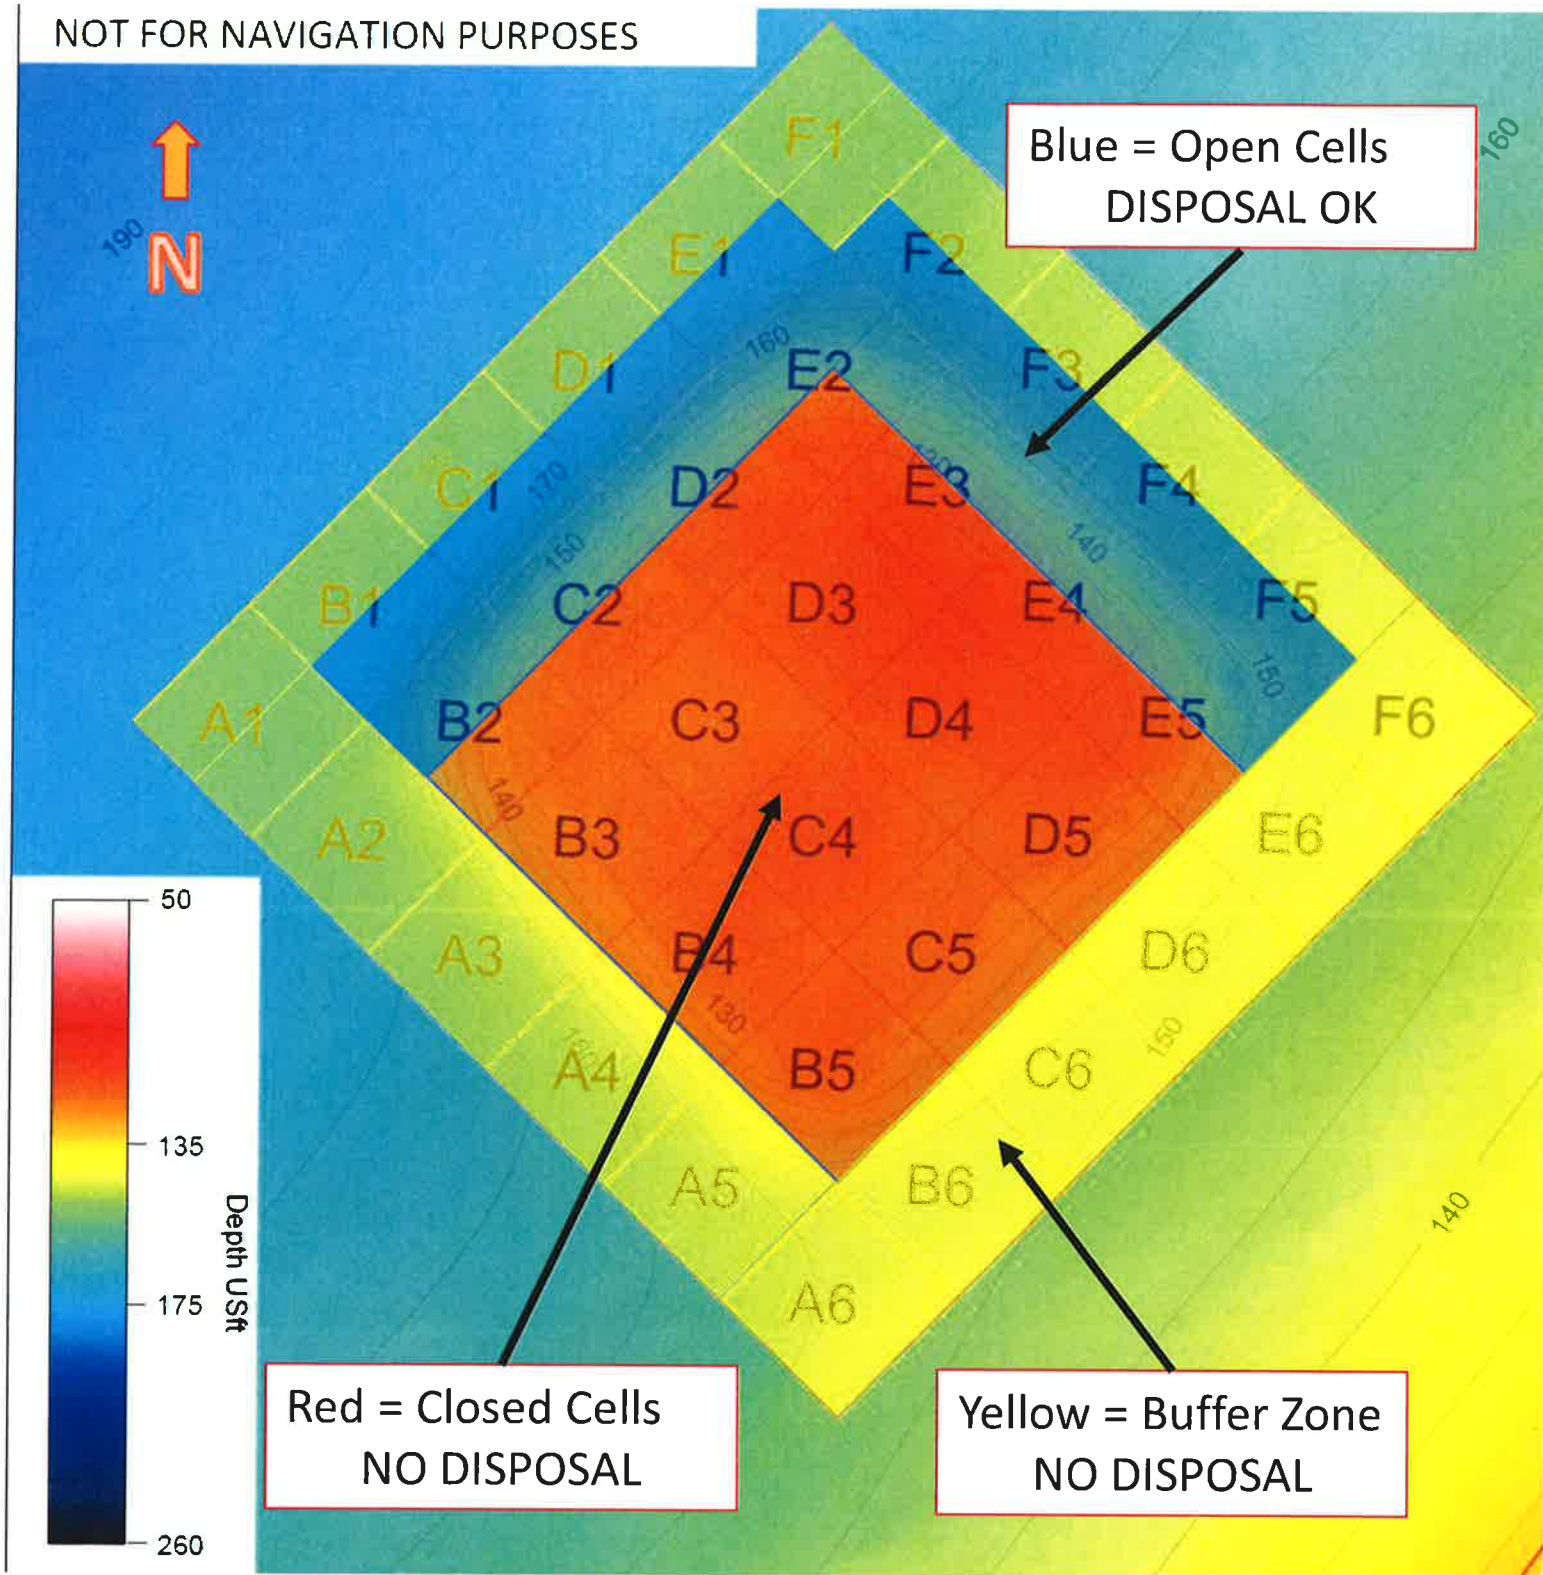 NOT FOR NAVIGATION PURPOSES
F1
Blue = Open Cells
DISPOSAL OK
160
190
N
E1
F2
D1
160
E2
F3
C1
170
D2
E3
F4
150
140
B1
C2
D3
E4
F5
150
A1
B2
C3
D4
E5
F6
140
A2
B3
C4
D5
E6
50
A3
B4
C5
D6
130
150
A4
B5
C6
135
A5
B6
140
Depth USft
175
A6
Red = Closed Cells
NO DISPOSAL
Yellow = Buffer Zone
NO DISPOSAL
260